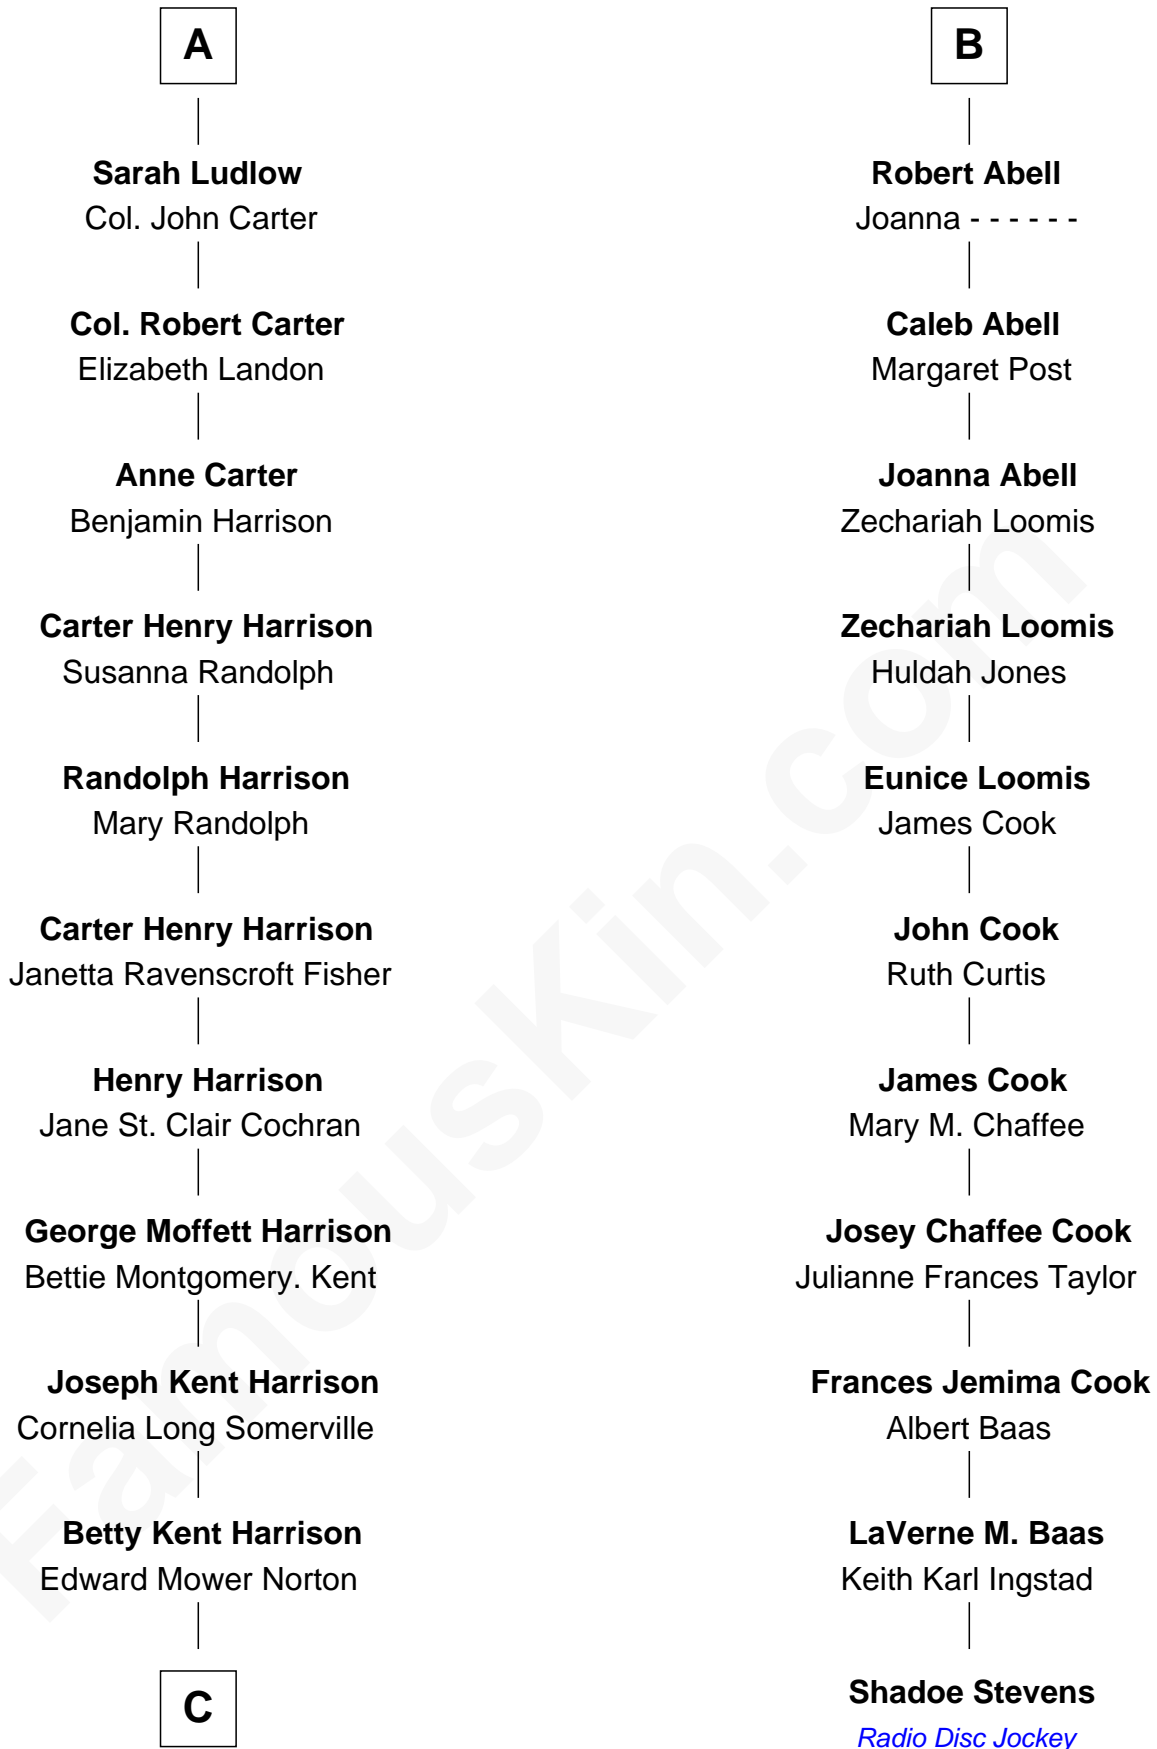 A
Sarah Ludlow
Col. John Carter
Col. Robert Carter
Elizabeth Landon
Anne Carter
Benjamin Harrison
Carter Henry Harrison
Susanna Randolph
Randolph Harrison
Mary Randolph
Carter Henry Harrison
Janetta Ravenscroft Fisher
Henry Harrison
Jane St. Clair Cochran
George Moffett Harrison
Bettie Montgomery. Kent
Joseph Kent Harrison
Cornelia Long Somerville
Betty Kent Harrison
Edward Mower Norton
C
B
Robert Abell
Joanna - - - - - -
Caleb Abell
Margaret Post
Joanna Abell
Zechariah Loomis
Zechariah Loomis
Huldah Jones
Eunice Loomis
James Cook
John Cook
Ruth Curtis
James Cook
Mary M. Chaffee
Josey Chaffee Cook
Julianne Frances Taylor
Frances Jemima Cook
Albert Baas
LaVerne M. Baas
Keith Karl Ingstad
Shadoe Stevens
Radio Disc Jockey
FamousKin.com